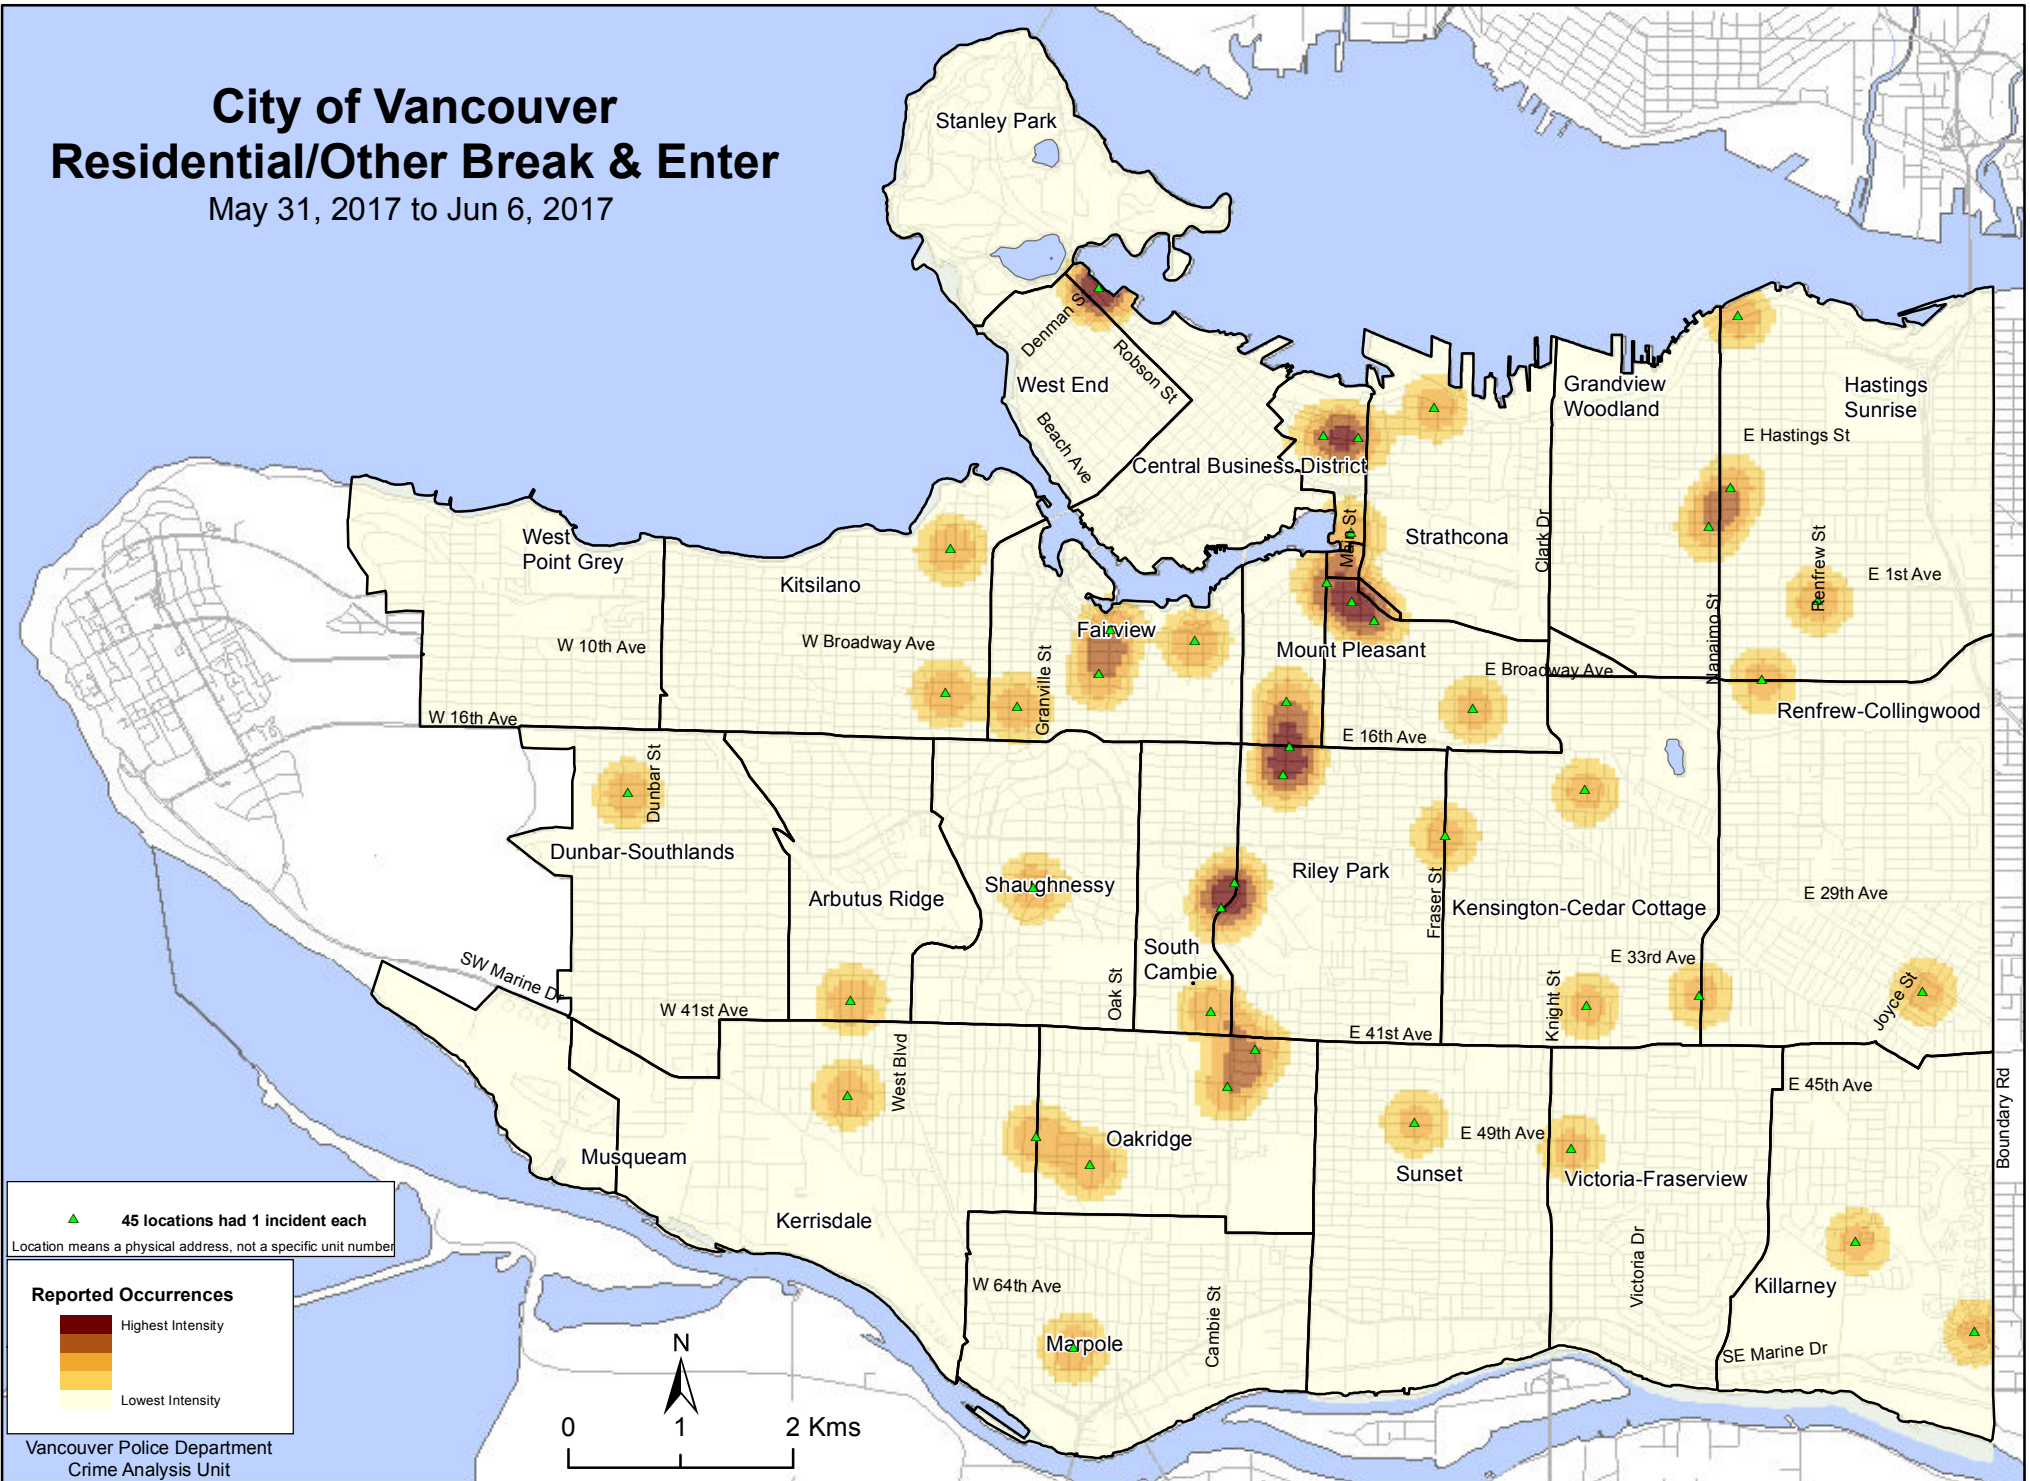 City of Vancouver
Residential/Other Break & Enter
May 31, 2017 to Jun 6, 2017
Stanley Park
Denman S
Robson St
West End
Beach Ave
Central Business District
Grandview
Woodland
Hastings
Sunrise
E Hastings St
West
Point Grey
Kitsilano
Main St
Strathcona
Clark Dr
Nanaimo St
Renfrew St
E 1st Ave
W 10th Ave
W Broadway Ave
Fairview
Granville St
Mount Pleasant
E Broadway Ave
Renfrew-Collingwood
W 16th Ave
E 16th Ave
Dunbar St
Dunbar-Southlands
Arbutus Ridge
Shaughnessy
Riley Park
Fraser St
Kensington-Cedar Cottage
E 29th Ave
South
Cambie
Oak St
E 33rd Ave
SW Marine Dr
W 41st Ave
E 41st Ave
Knight St
Joyce St
West Blvd
E 45th Ave
Boundary Rd
Musqueam
Oakridge
E 49th Ave
Sunset
Victoria-Fraserview
Kerrisdale
W 64th Ave
Cambie St
Victoria Dr
Killarney
Marpole
SE Marine Dr
45 locations had 1 incident each
Location means a physical address, not a specific unit number
Reported Occurrences
Highest Intensity
Lowest Intensity
N
0 1 2 Kms
Vancouver Police Department
Crime Analysis Unit